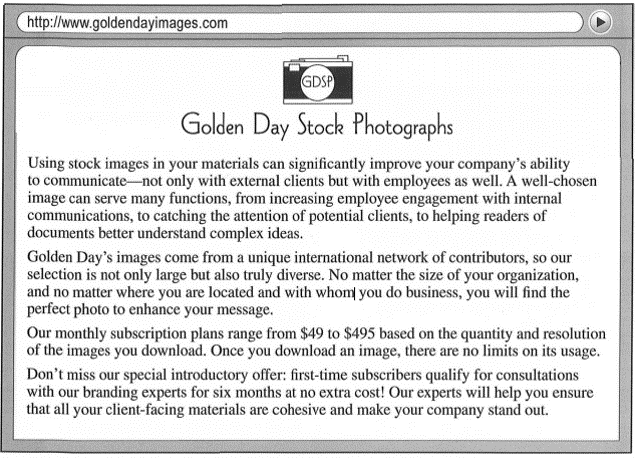 http://www.goldendayimages.com
GDSP
Golden Day Stock Photographs
Using stock images in your materials can significantly improve your company's ability
to communicate—not only with external clients but with employees as well. A well-chosen
image can serve many functions, from increasing employee engagement with internal
communications, to catching the attention of potential clients, to helping readers of
documents better understand complex ideas.
Golden Day's images come from a unique international network of contributors, so our
selection is not only large but also truly diverse. No matter the size of your organization,
and no matter where you are located and with whom you do business, you will find the
perfect photo to enhance your message.
Our monthly subscription plans range from $49 to $495 based on the quantity and resolution
of the images you download. Once you download an image, there are no limits on its usage.
Don't miss our special introductory offer: first-time subscribers qualify for consultations
with our branding experts for six months at no extra cost! Our experts will help you ensure
that all your client-facing materials are cohesive and make your company stand out.